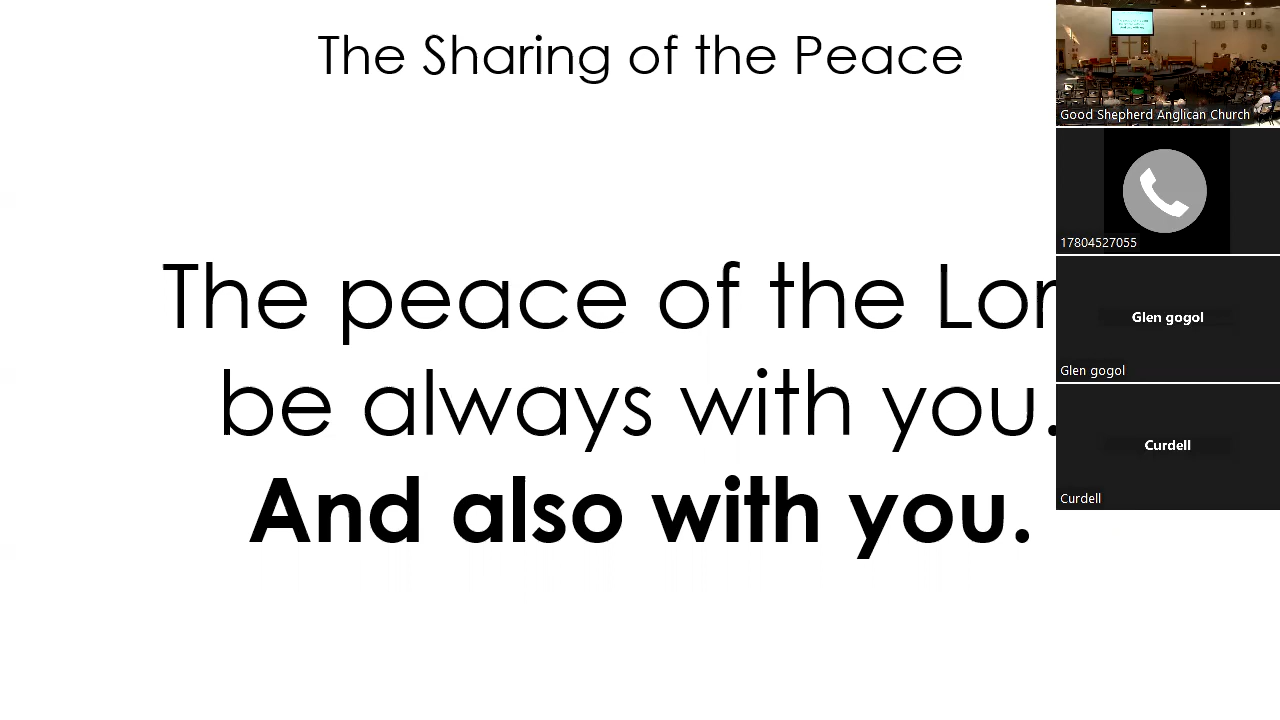 The Sharing of the Peace
The peace of the Lor
be always with you.
And also with you.
Good Shepherd Anglican Church
17804527055
Glen gogol
Glen gogol
Curdell
Curdell